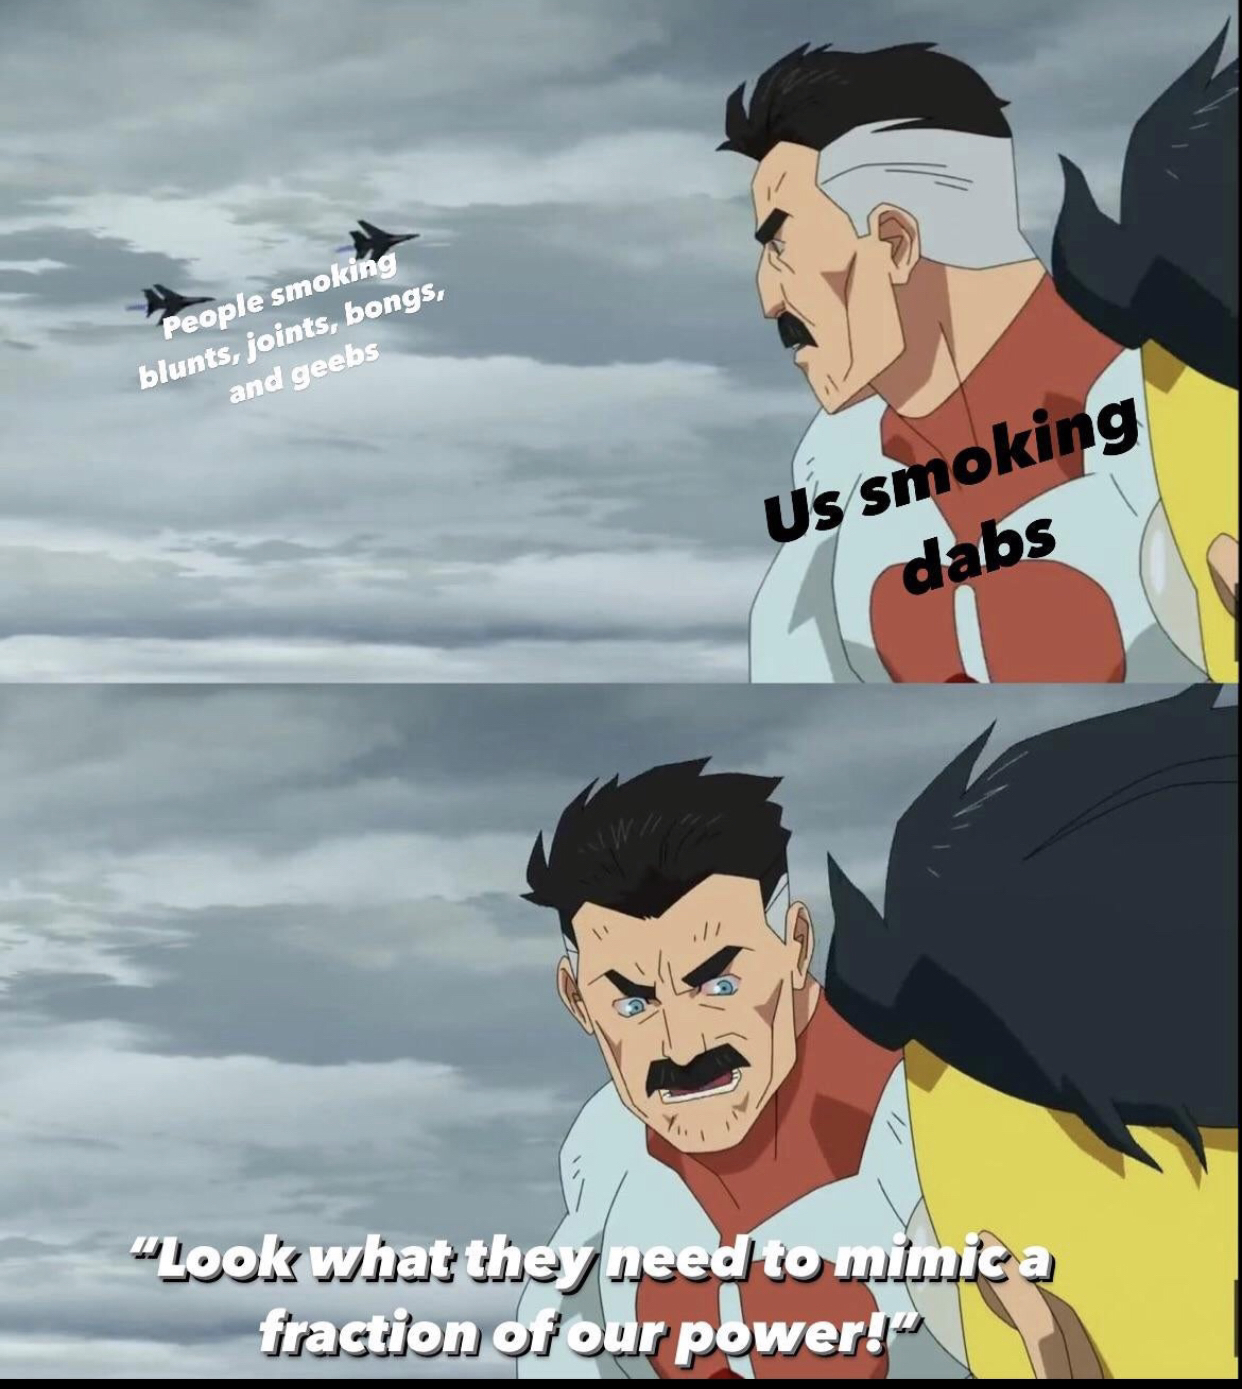 People smoking
blunts, joints, bongs,
and geebs
Us smoking
dabs
“Look what they need to mimic a
fraction of our power!”